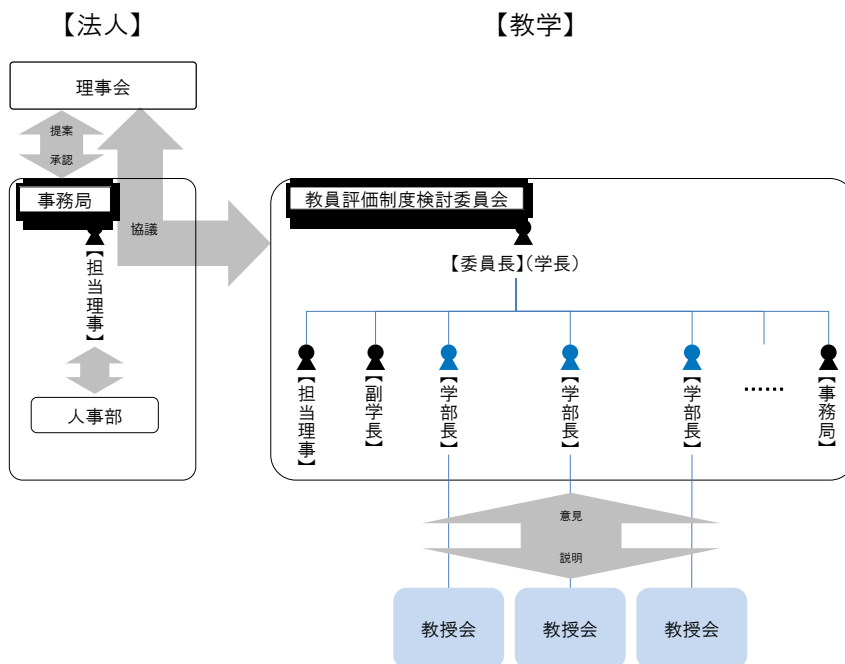 【法人】
【教学】
理事会
提案
承認
事務局
協議
【担当理事】
人事部
教員評価制度検討委員会
【委員長】(学長)
【担当理事】
【副学長】
【学部長】
【学部長】
【学部長】
……
【事務局】
意見
説明
教授会
教授会
教授会